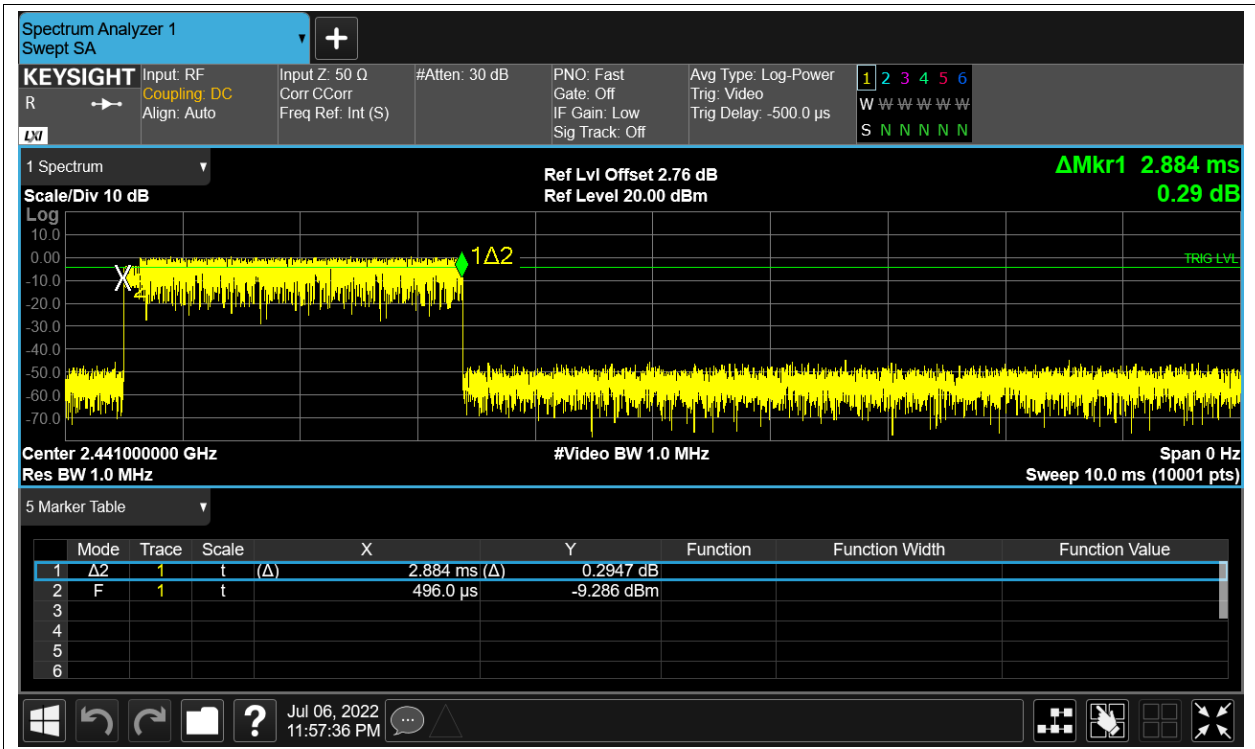 Spectrum Analyzer 1
Swept SA
KEYSIGHT Input: RF Input Z: 50 Ω #Atten: 30 dB PNO: Fast Avg Type: Log-Power 1 2 3 4 5 6
R Coupling: DC Corr CCorr Gate: Off Trig: Video
Align: Auto Freq Ref: Int (S) IF Gain: Low Trig Delay: -500.0 µs W W W W W W
LXI Sig Track: Off S N N N N N
1 Spectrum Ref Lvl Offset 2.76 dB ΔMkr1 2.884 ms
Scale/Div 10 dB Ref Level 20.00 dBm 0.29 dB
Log
10.0
0.00 1Δ2 TRIG LVL
-10.0 X 2
-20.0
-30.0
-40.0
-50.0
-60.0
-70.0
Center 2.441000000 GHz #Video BW 1.0 MHz Span 0 Hz
Res BW 1.0 MHz Sweep 10.0 ms (10001 pts)
5 Marker Table
Mode Trace Scale X Y Function Function Width Function Value
1 Δ2 1 t (Δ) 2.884 ms (Δ) 0.2947 dB
2 F 1 t 496.0 µs -9.286 dBm
3
4
5
6
? Jul 06, 2022
11:57:36 PM